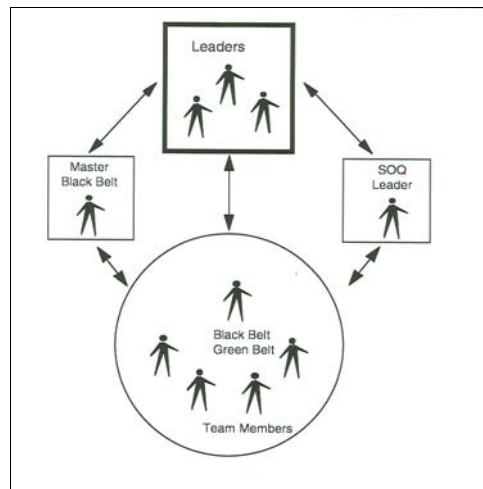 Leaders
Master
Black Belt
SOQ
Leader
Black Belt
Green Belt
Team Members